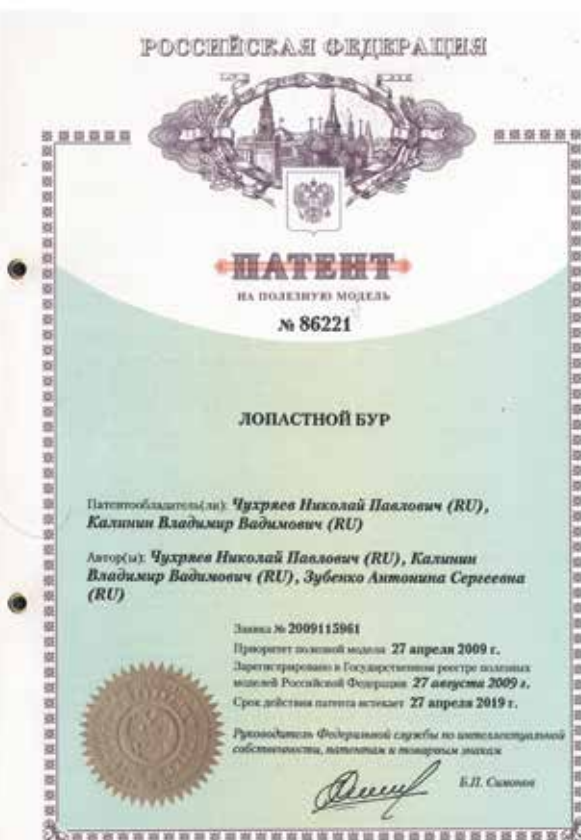 РОССИЙСКАЯ ФЕДЕРАЦИЯ
ПАТЕНТ
НА ПОЛЕЗНУЮ МОДЕЛЬ
№ 86221
ЛОПАСТНОЙ БУР
Патентообладатель(ли): Чухряев Николай Павлович (RU),
Калинин Владимир Вадимович (RU)
Автор(ы): Чухряев Николай Павлович (RU), Калинин
Владимир Вадимович (RU), Зубенко Антонина Сергеевна
(RU)
Заявка № 2009115961
Приоритет полезной модели 27 апреля 2009 г.
Зарегистрировано в Государственном реестре полезных
моделей Российской Федерации 27 августа 2009 г.
Срок действия патента истекает 27 апреля 2019 г.
Руководитель Федеральной службы по интеллектуальной
собственности, патентам и товарным знакам
Б.П. Симонов